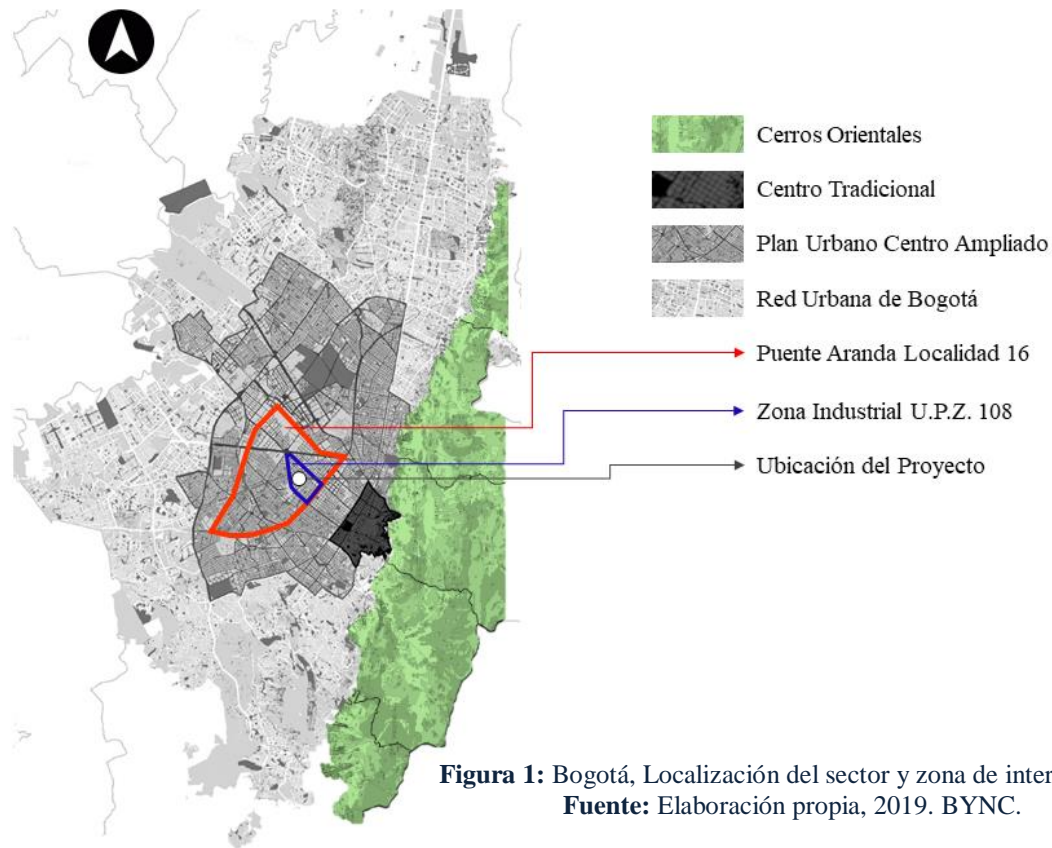 Cerros Orientales
Centro Tradicional
Plan Urbano Centro Ampliado
Red Urbana de Bogotá
Puente Aranda Localidad 16
Zona Industrial U.P.Z. 108
Ubicación del Proyecto
Figura 1: Bogotá, Localización del sector y zona de inter
Fuente: Elaboración propia, 2019. BYNC.